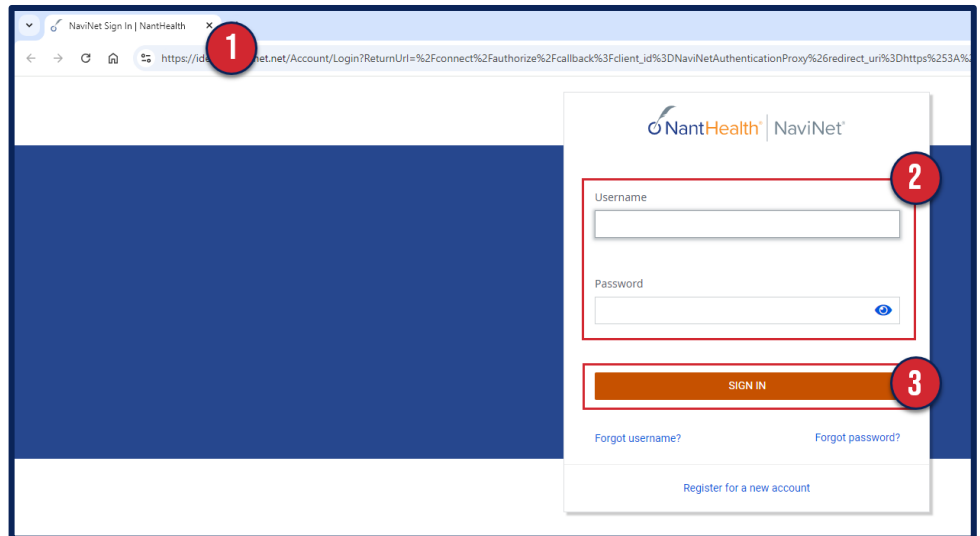 NaviNet Sign In | NantHealth
1
https://ide net.net/Account/Login?ReturnUrl=%2Fconnect%2Fauthorize%2Fcallback%3Fclient_id%3DNaviNetAuthenticationProxy%26redirect_uri%3Dhttps%253A%2
NantHealth® | NaviNet®
2
Username
Password
SIGN IN
3
Forgot username? Forgot password?
Register for a new account